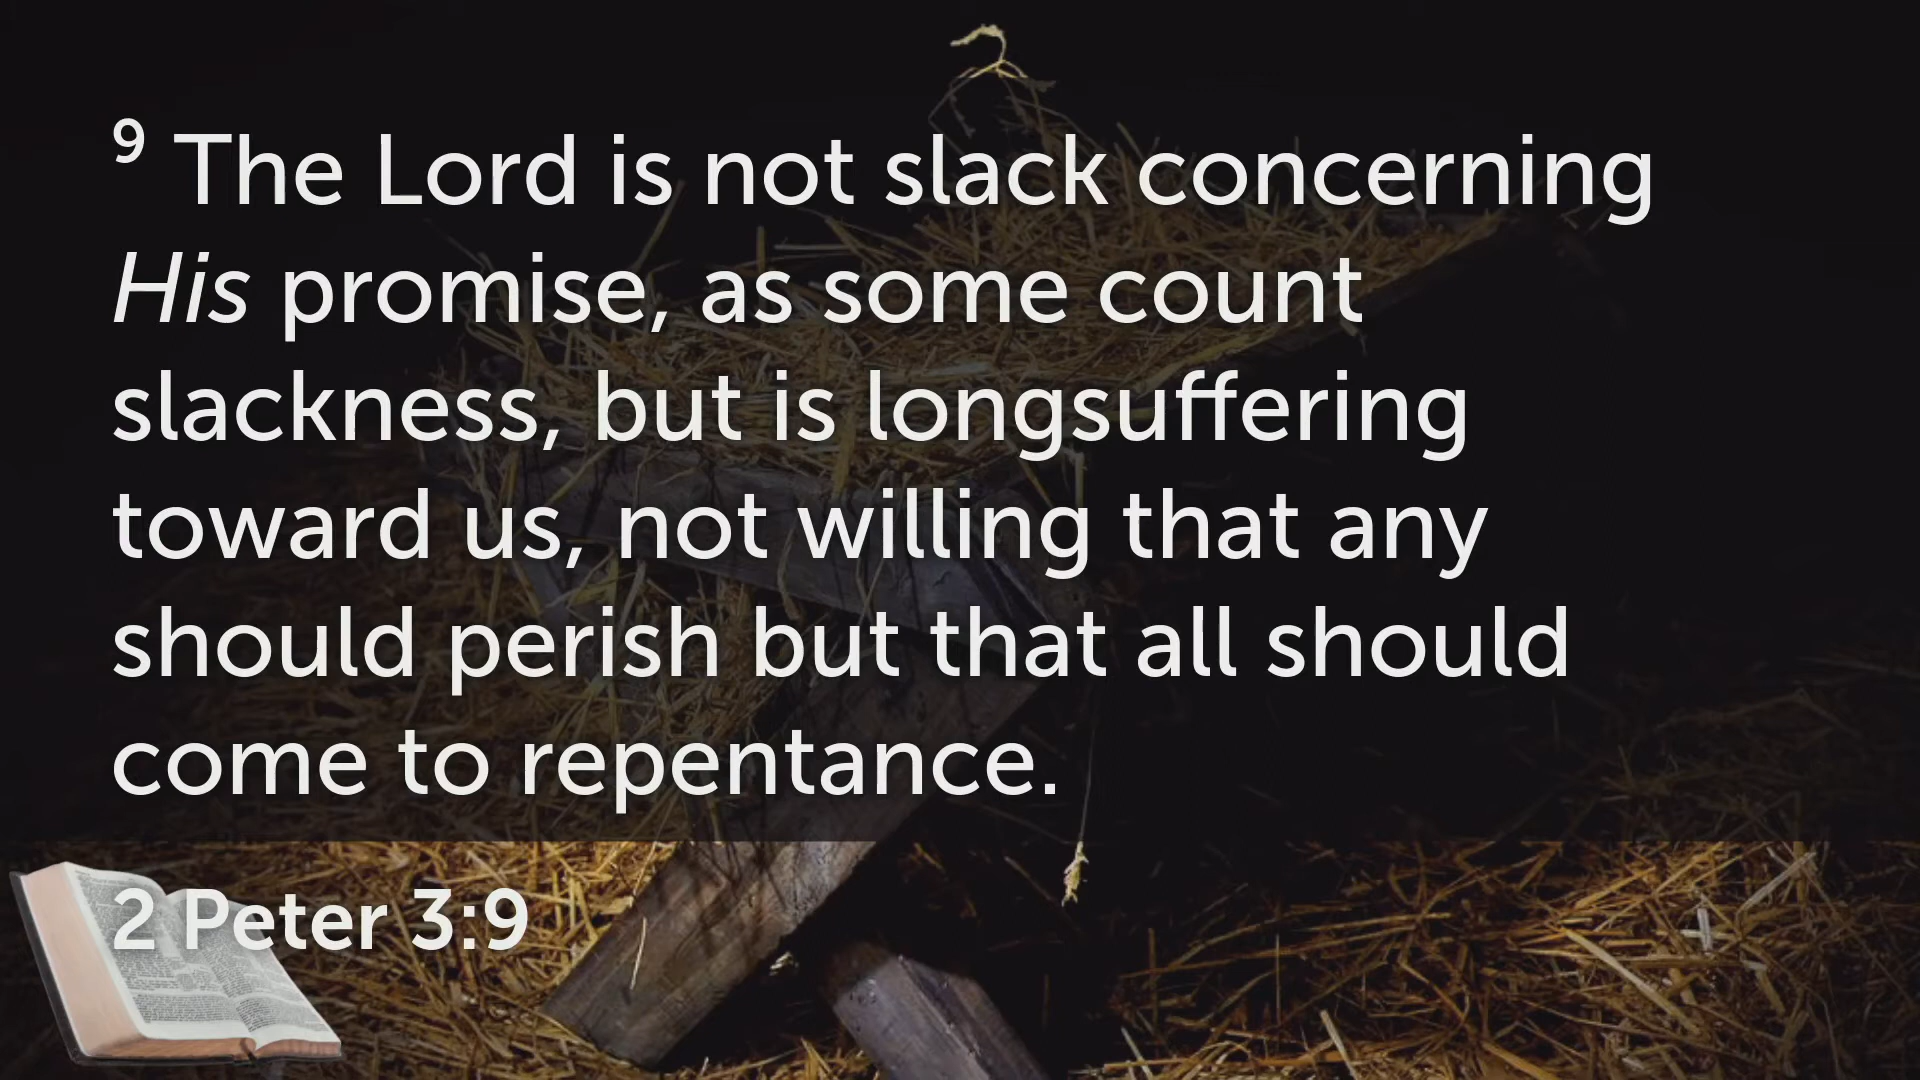 9 The Lord is not slack concerning
His promise, as some count
slackness, but is longsuffering
toward us, not willing that any
should perish but that all should
come to repentance.
2 Peter 3:9